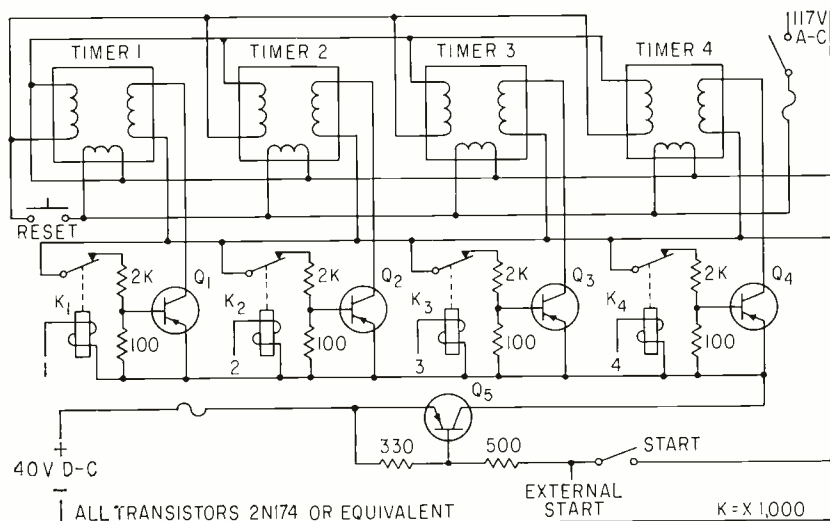 117V
A-C
TIMER 1
TIMER 2
TIMER 3
TIMER 4
RESET
K1
2K
Q1
100
K2
2K
Q2
100
2
K3
2K
Q3
100
3
K4
2K
Q4
100
4
Q5
330
500
START
EXTERNAL
START
+
40V D-C
-
ALL TRANSISTORS 2N174 OR EQUIVALENT
K = X 1,000